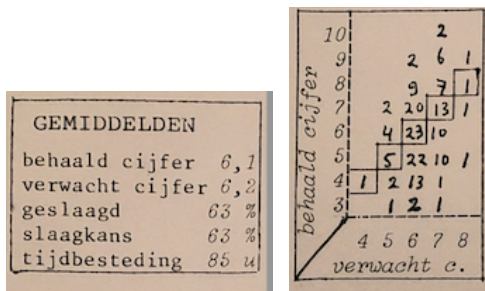 GEMIDDELDEN
behaald cijfer 6,1
verwacht cijfer 6,2
geslaagd 63 %
slaagkans 63 %
tijdbesteding 85 u
behaald cijfer
10 2
9 2 6 1
8 9 7 1
7 2 20 13 1
6 4 23 10
5 5 22 10 1
4 1 2 13 1
3 1 2 1
4 5 6 7 8
verwacht c.